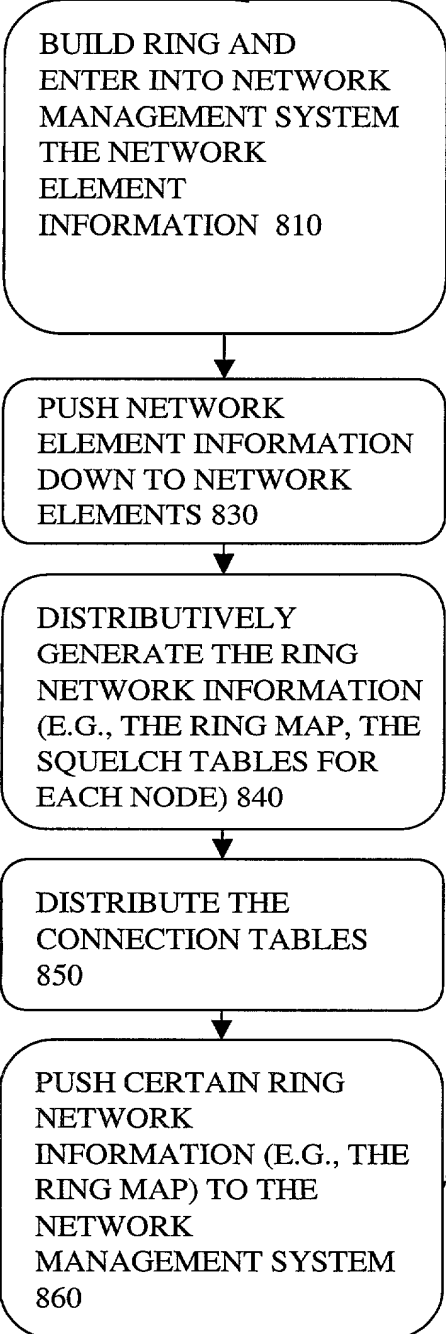 BUILD RING AND
ENTER INTO NETWORK
MANAGEMENT SYSTEM
THE NETWORK
ELEMENT
INFORMATION 810
PUSH NETWORK
ELEMENT INFORMATION
DOWN TO NETWORK
ELEMENTS 830
DISTRIBUTIVELY
GENERATE THE RING
NETWORK INFORMATION
(E.G., THE RING MAP, THE
SQUELCH TABLES FOR
EACH NODE) 840
DISTRIBUTE THE
CONNECTION TABLES
850
PUSH CERTAIN RING
NETWORK
INFORMATION (E.G., THE
RING MAP) TO THE
NETWORK
MANAGEMENT SYSTEM
860